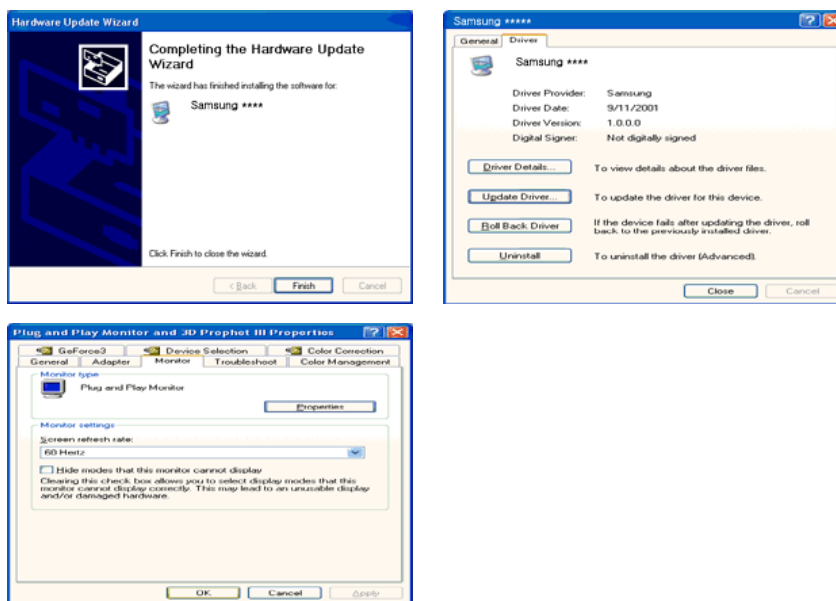 Hardware Update Wizard
Completing the Hardware Update
Wizard
The wizard has finished installing the software for:
Samsung ****
Click Finish to close the wizard.
< Back
Finish
Cancel
Samsung *****
General
Driver
Samsung ****
Driver Provider: Samsung
Driver Date: 9/11/2001
Driver Version: 1.0.0.0
Digital Signer: Not digitally signed
Driver Details...
To view details about the driver files.
Update Driver...
To update the driver for this device.
Roll Back Driver
If the device fails after updating the driver, roll
back to the previously installed driver.
Uninstall
To uninstall the driver (Advanced).
Close
Cancel
Plug and Play Monitor and 3D Prophet III Properties
GeForce3
Device Selection
Color Correction
General
Adapter
Monitor
Troubleshoot
Color Management
Monitor type
Plug and Play Monitor
Properties
Monitor settings
Screen refresh rate:
60 Hertz
Hide modes that this monitor cannot display
Clearing this check box allows you to select display modes that this
monitor cannot display correctly. This may lead to an unusable display
and/or damaged hardware.
OK
Cancel
Apply